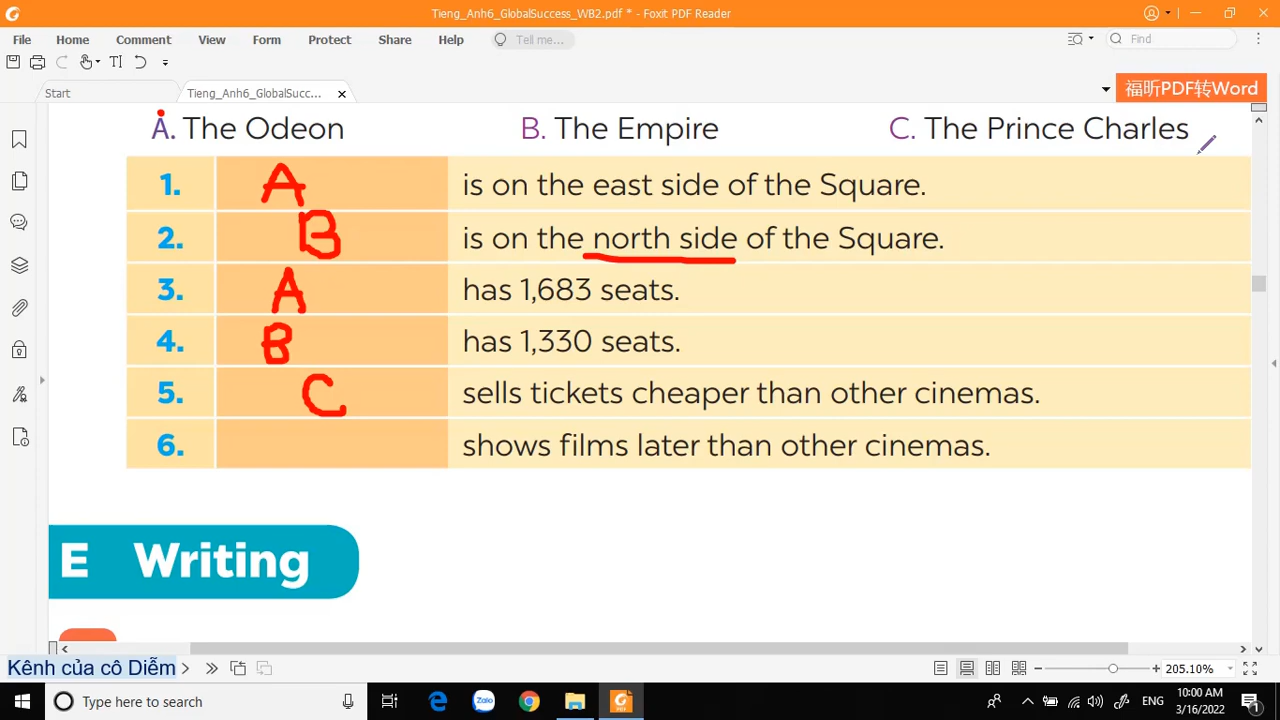 Tieng_Anh6_GlobalSuccess_WB2.pdf * - Foxit PDF Reader
File Home Comment View Form Protect Share Help Tell me... Find
Start Tieng_Anh6_GlobalSucc... 福昕PDF转Word
A. The Odeon B. The Empire C. The Prince Charles
1. A is on the east side of the Square.
2. B is on the north side of the Square.
3. A has 1,683 seats.
4. B has 1,330 seats.
5. C sells tickets cheaper than other cinemas.
6. shows films later than other cinemas.
E Writing
Kênh của cô Diễm 205.10%
Type here to search Zalo ENG 10:00 AM
3/16/2022